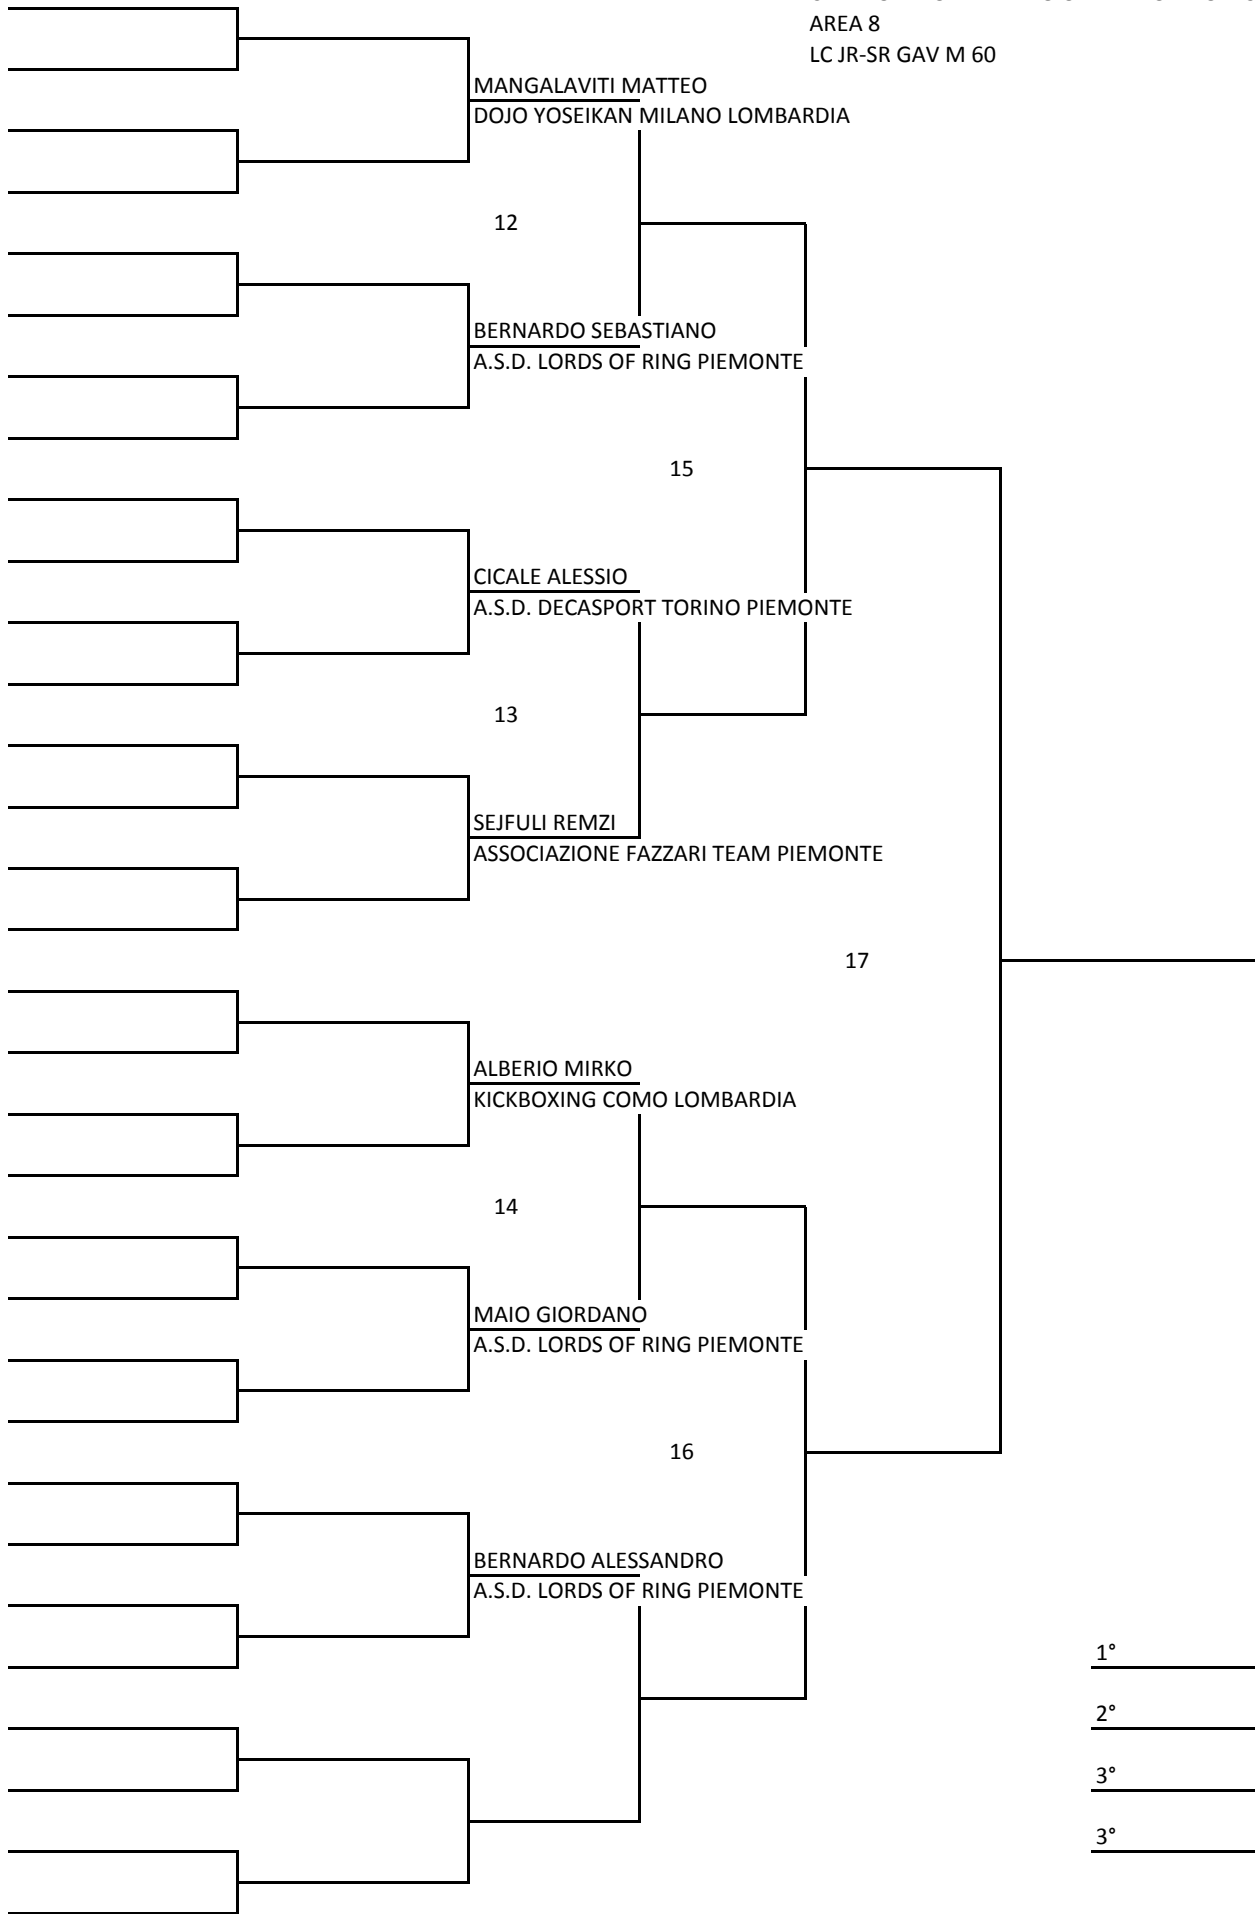 AREA 8
LC JR-SR GAV M 60
MANGALAVITI MATTEO
DOJO YOSEIKAN MILANO LOMBARDIA
12
BERNARDO SEBASTIANO
A.S.D. LORDS OF RING PIEMONTE
15
CICALE ALESSIO
A.S.D. DECASPORT TORINO PIEMONTE
13
SEJFULI REMZI
ASSOCIAZIONE FAZZARI TEAM PIEMONTE
17
ALBERIO MIRKO
KICKBOXING COMO LOMBARDIA
14
MAIO GIORDANO
A.S.D. LORDS OF RING PIEMONTE
16
BERNARDO ALESSANDRO
A.S.D. LORDS OF RING PIEMONTE
1°
2°
3°
3°